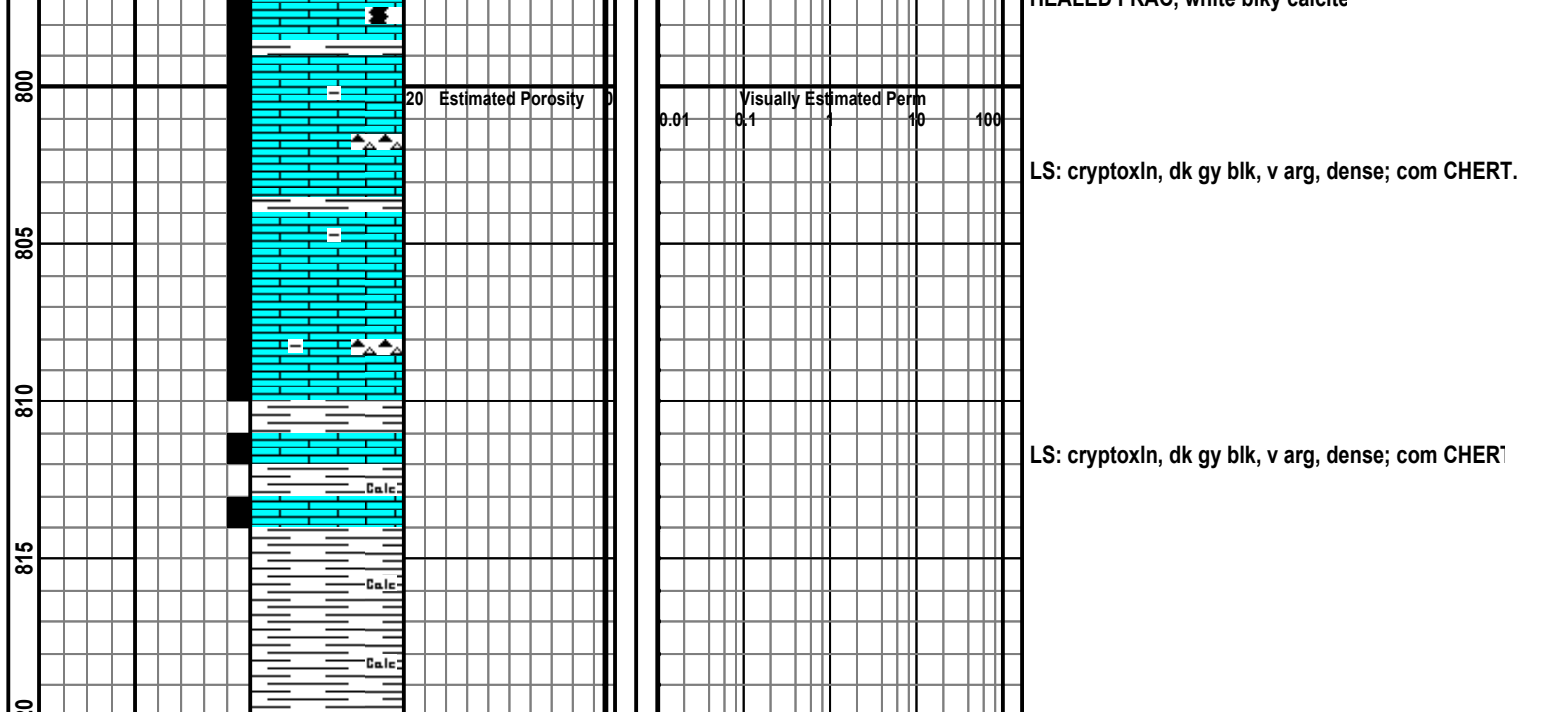 HEALED FRAC, white blky calcite
800
20 Estimated Porosity 0
Visually Estimated Perm
0.01 0.1 1 10 100
LS: cryptoxln, dk gy blk, v arg, dense; com CHERT.
805
810
LS: cryptoxln, dk gy blk, v arg, dense; com CHERT
Calc
815
Calc
Calc